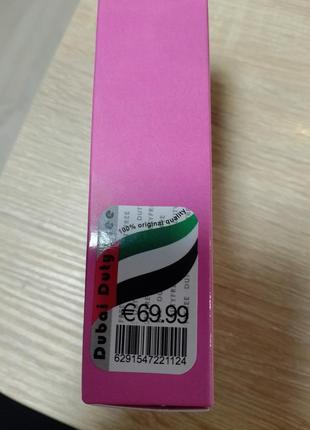 Dubai Duty Free
100% original quality
€69.99
6291547221124